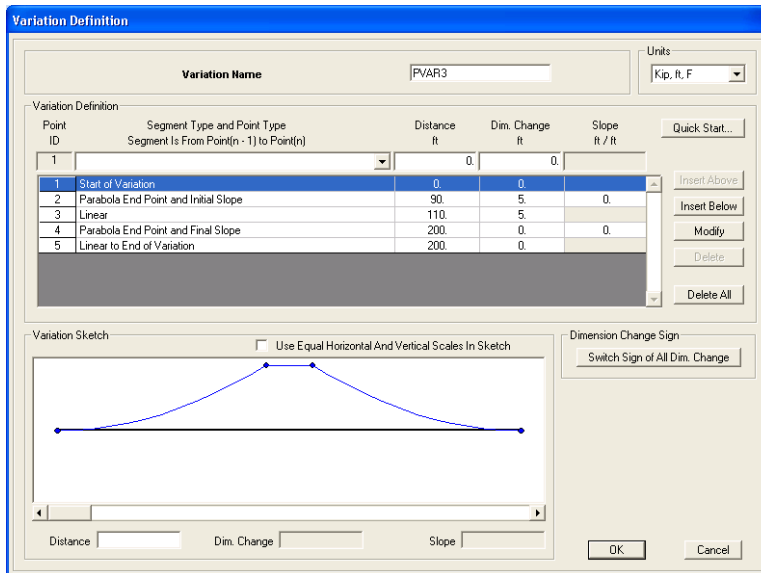 Variation Definition
Units
Variation Name PVAR3 Kip, ft, F
Variation Definition
Point Segment Type and Point Type Distance Dim. Change Slope
ID Segment Is From Point(n - 1) to Point(n) ft ft ft / ft
Quick Start...
1 0. 0.
1 Start of Variation 0. 0.
2 Parabola End Point and Initial Slope 90. 5. 0.
3 Linear 110. 5.
4 Parabola End Point and Final Slope 200. 0. 0.
5 Linear to End of Variation 200. 0.
Insert Above
Insert Below
Modify
Delete
Delete All
Variation Sketch
Use Equal Horizontal And Vertical Scales In Sketch
Dimension Change Sign
Switch Sign of All Dim. Change
Distance Dim. Change Slope
OK Cancel